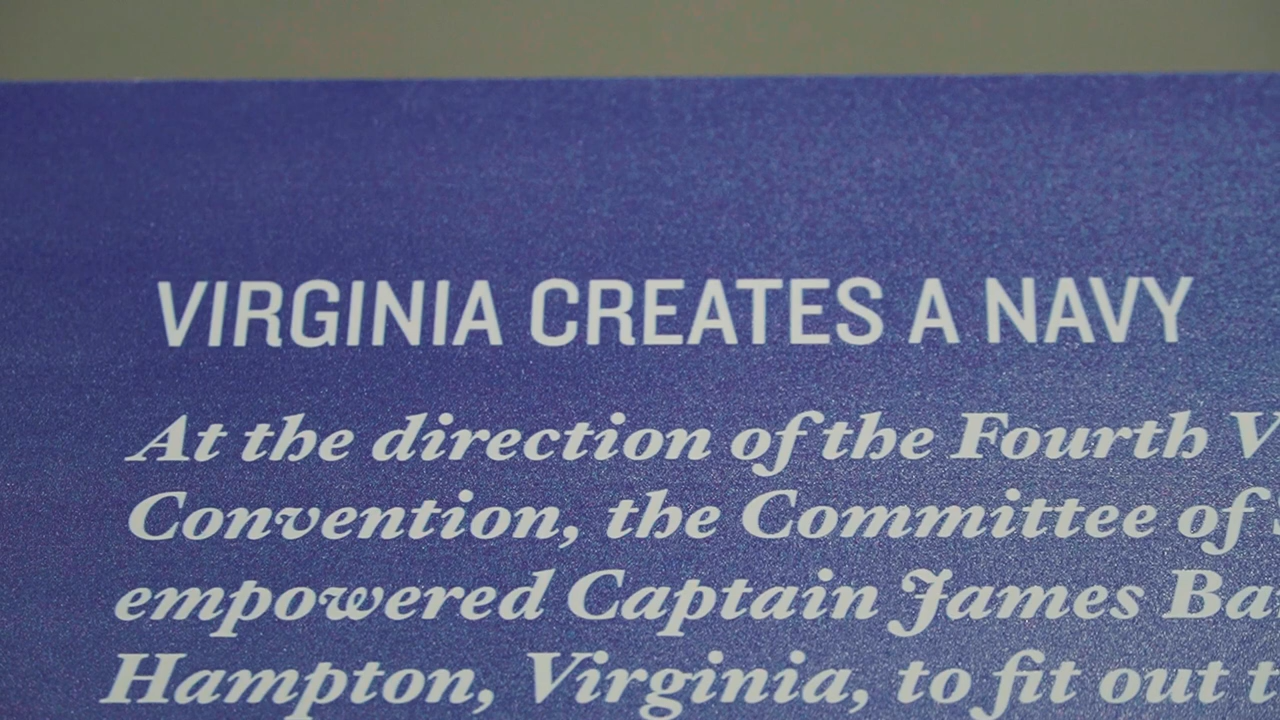 VIRGINIA CREATES A NAVY
At the direction of the Fourth
Convention, the Committee of
empowered Captain James
Hampton, Virginia, to fit out